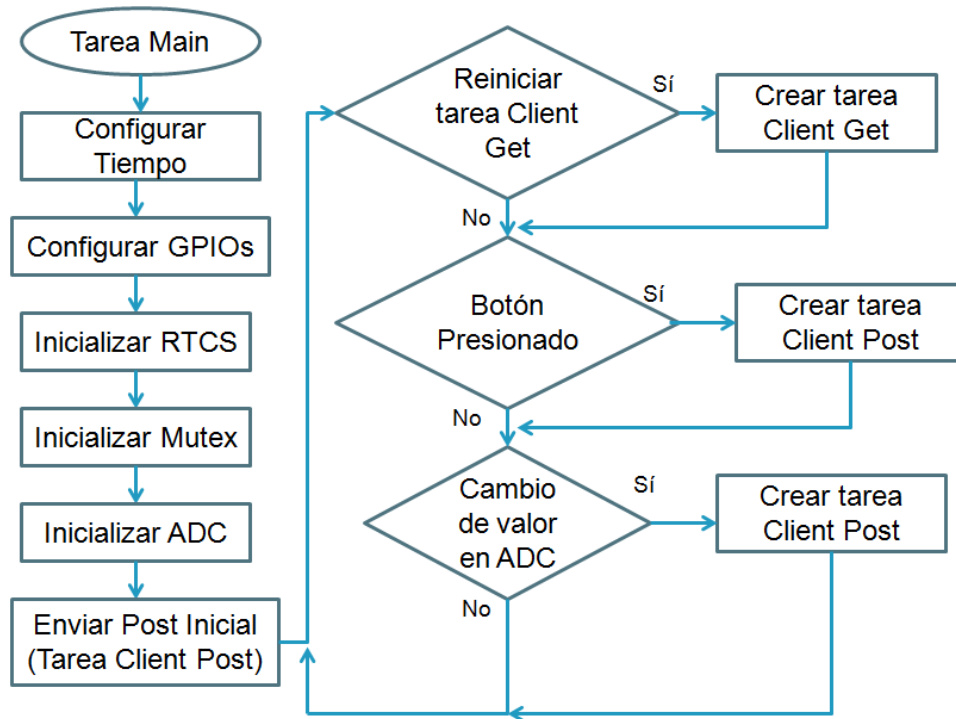 Tarea Main
Configurar
Tiempo
Configurar GPIOs
Inicializar RTCS
Inicializar Mutex
Inicializar ADC
Enviar Post Inicial
(Tarea Client Post)
Reiniciar
tarea Client
Get
Sí
Crear tarea
Client Get
No
Botón
Presionado
Sí
Crear tarea
Client Post
No
Cambio
de valor
en ADC
Sí
Crear tarea
Client Post
No